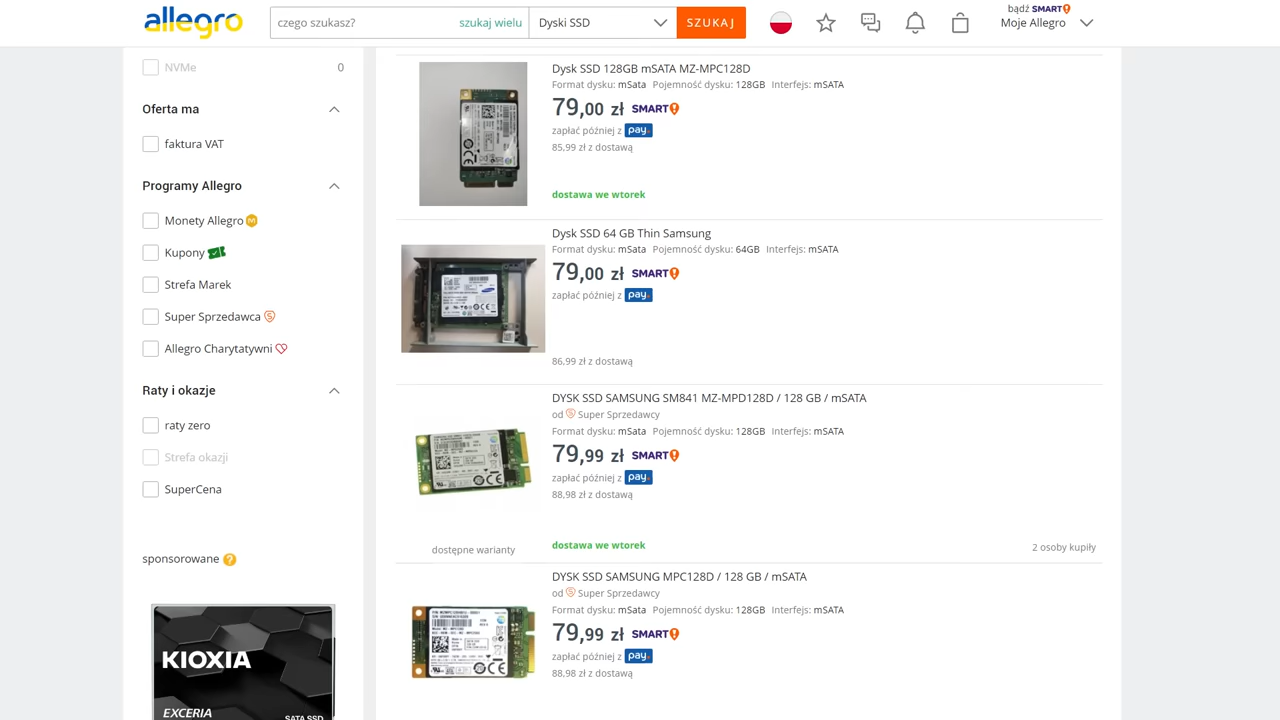 allegro
czego szukasz?
szukaj wielu
Dyski SSD
SZUKAJ
bądź SMART!
Moje Allegro
NVMe
0
Oferta ma
faktura VAT
Programy Allegro
Monety Allegro
Kupony
Strefa Marek
Super Sprzedawca
Allegro Charytatywni
Raty i okazje
raty zero
Strefa okazji
SuperCena
sponsorowane ?
KIOXIA
EXCERIA
SATA SSD
Dysk SSD 128GB mSATA MZ-MPC128D
Format dysku: mSata Pojemność dysku: 128GB Interfejs: mSATA
79,00 zł SMART!
zapłać później z pay
85,99 zł z dostawą
dostawa we wtorek
Dysk SSD 64 GB Thin Samsung
Format dysku: mSata Pojemność dysku: 64GB Interfejs: mSATA
79,00 zł SMART!
zapłać później z pay
86,99 zł z dostawą
DYSK SSD SAMSUNG SM841 MZ-MPD128D / 128 GB / mSATA
od Super Sprzedawcy
Format dysku: mSata Pojemność dysku: 128GB Interfejs: mSATA
79,99 zł SMART!
zapłać później z pay
88,98 zł z dostawą
dostępne warianty
dostawa we wtorek
2 osoby kupiły
DYSK SSD SAMSUNG MPC128D / 128 GB / mSATA
od Super Sprzedawcy
Format dysku: mSata Pojemność dysku: 128GB Interfejs: mSATA
79,99 zł SMART!
zapłać później z pay
88,98 zł z dostawą